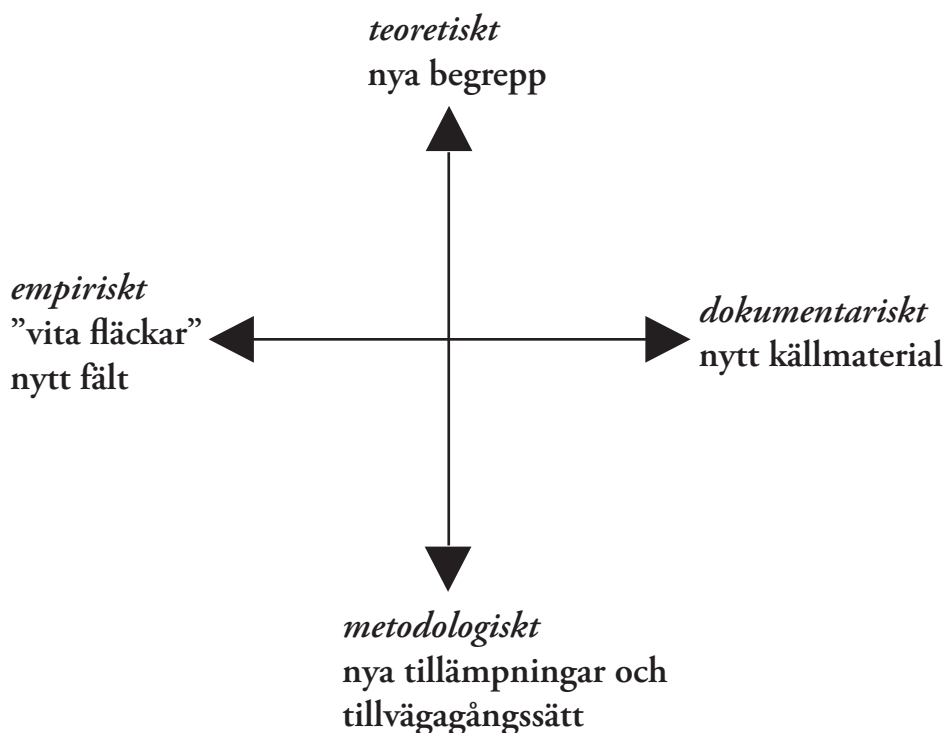 teoretiskt
nya begrepp
empiriskt
”vita fläckar”
nytt fält
dokumentariskt
nytt källmaterial
metodologiskt
nya tillämpningar och
tillvägagångssätt